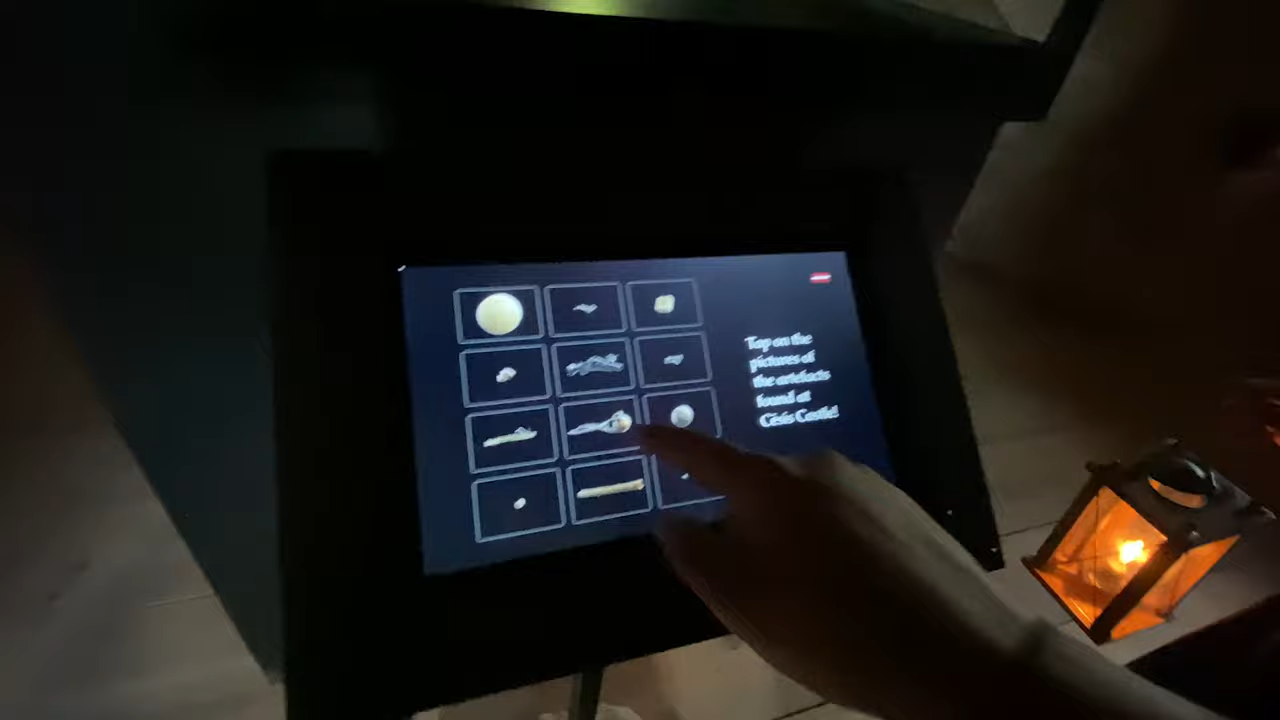 Tap on the
pictures of
the artefacts
found at
Cēsis Castle!